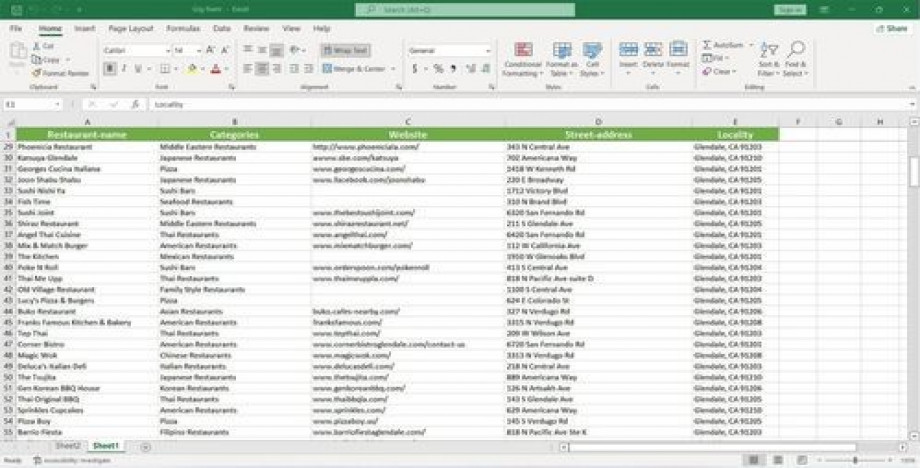 Search (Alt+Q)
Sign in
File Home Insert Page Layout Formulas Data Review View Help Share
Cut
Copy
Format Painter
Calibri 14
Wrap Text
Merge & Center
General
Conditional Formatting
Format as Table
Cell Styles
Insert Delete Format
AutoSum
Fill
Clear
Sort & Filter
Find & Select
Clipboard Font Alignment Number Styles Cells Editing
E1 Locality
A B C D E F G H
1 Restaurant-name Categories Website Street-address Locality
29 Phoenicia Restaurant Middle Eastern Restaurants http://www.phoeniciala.com/ 343 N Central Ave Glendale, CA 91203
30 Katsuya Glendale Japanese Restaurants www.sbe.com/katsuya 702 Americana Way Glendale, CA 91210
31 Georges Cucina Italiana Pizza www.georgescucina.com/ 1418 W Kenneth Rd Glendale, CA 91201
32 Joon Shabu Shabu Japanese Restaurants www.facebook.com/joonshabu 220 E Broadway Glendale, CA 91205
33 Sushi Nishi Ya Sushi Bars 1712 Victory Blvd Glendale, CA 91201
34 Fish Time Seafood Restaurants 310 N Brand Blvd Glendale, CA 91203
35 Sushi Joint Sushi Bars www.thebestsushijoint.com/ 6320 San Fernando Rd Glendale, CA 91201
36 Shiraz Restaurant Middle Eastern Restaurants www.shirazrestaurant.net/ 211 S Glendale Ave Glendale, CA 91205
37 Angel Thai Cuisine Thai Restaurants www.angelthai.com/ 6420 San Fernando Rd Glendale, CA 91201
38 Mix & Match Burger American Restaurants www.mixmatchburger.com/ 112 W California Ave Glendale, CA 91203
39 The Kitchen Mexican Restaurants 1910 W Glenoaks Blvd Glendale, CA 91201
40 Poke N Roll Sushi Bars www.orderspoon.com/pokenroll 413 S Central Ave Glendale, CA
41 Thai Me Upp Thai Restaurants www.thaimeuppla.com/ 818 N Pacific Ave suite D Glendale, CA 91203
42 Old Village Restaurant Family Style Restaurants 1100 S Central Ave Glendale, CA
43 Lucy's Pizza & Burgers Pizza 624 E Colorado St Glendale, CA 91205
44 Buko Restaurant Asian Restaurants buko.cafes-nearby.com/ 327 N Verdugo Rd Glendale, CA 91206
45 Franks Famous Kitchen & Bakery American Restaurants franksfamous.com/ 3315 N Verdugo Rd Glendale, CA 91208
46 Top Thai Thai Restaurants www.topthai.com/ 209 W Wilson Ave Glendale, CA 91203
47 Corner Bistro American Restaurants www.cornerbistroglendale.com/contact-us 6720 San Fernando Rd Glendale, CA 91201
48 Magic Wok Chinese Restaurants www.magicwok.com/ 3313 N Verdugo Rd Glendale, CA 91208
49 Deluca's Italian Deli Italian Restaurants www.delucasdeli.com/ 218 N Central Ave Glendale, CA 91203
50 The Tsujita Japanese Restaurants www.thetsujita.com/ 889 Americana Way Glendale, CA 91210
51 Gen Korean BBQ House Korean Restaurants www.genkoreanbbq.com/ 126 N Artsakh Ave Glendale, CA
52 Thai Original BBQ Thai Restaurants www.thaibbqla.com/ 143 S Glendale Ave Glendale, CA 91205
53 Sprinkles Cupcakes American Restaurants www.sprinkles.com/ 629 Americana Way Glendale, CA 91210
54 Pizza Boy Pizza www.pizzaboy.us/ 145 S Verdugo Rd Glendale, CA 91205
55 Barrio Fiesta Filipino Restaurants www.barriofiestaglendale.com/ 818 N Pacific Ave Ste K Glendale, CA 91203
Sheet2 Sheet1
Ready Accessibility: Investigate